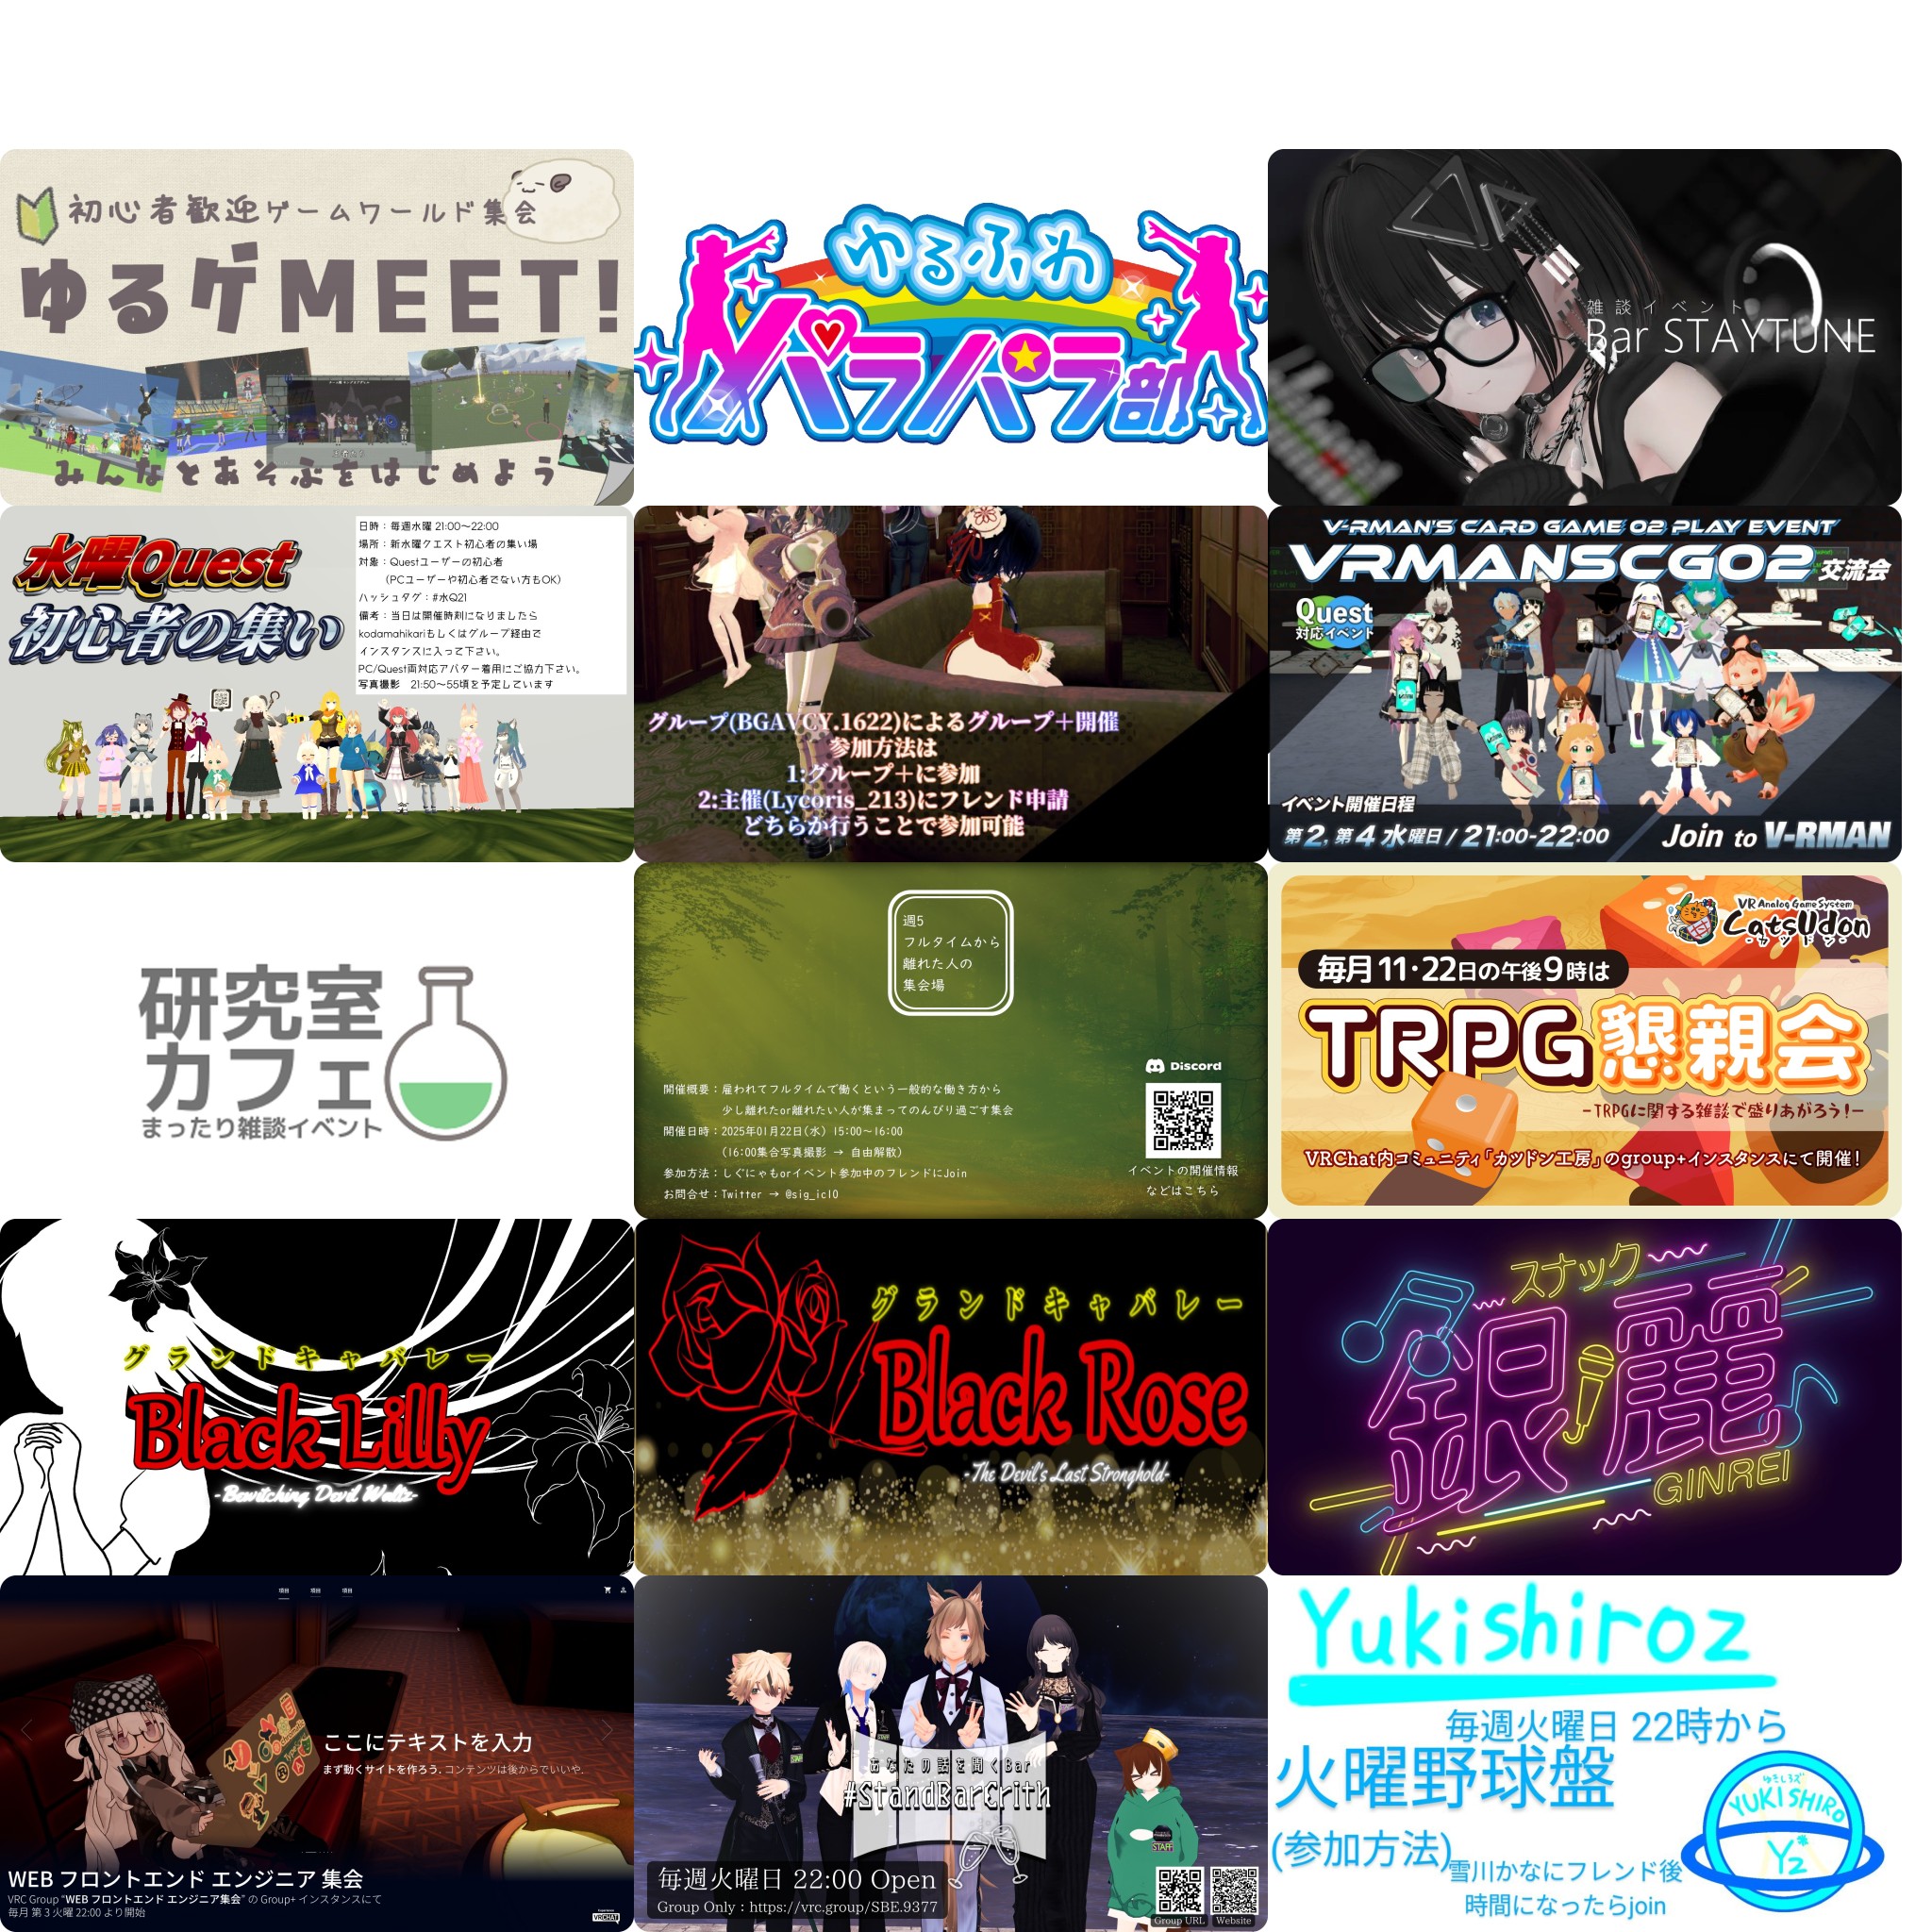 初心者歓迎ゲームワールド集会
ゆるゲMEET!
みんなとあそぶをはじめよう
ゆるふわ
パラパラ部
雑談イベント
Bar STAYTUNE
水曜Quest
初心者の集い
日時：毎週水曜 21:00〜22:00
場所：新水曜クエスト初心者の集い場
対象：Questユーザーの初心者
（PCユーザーや初心者でない方もOK）
ハッシュタグ：#水Q21
備考：当日は開催時刻になりましたら
kodamahikariもしくはグループ経由で
インスタンスに入って下さい。
PC/Quest両対応アバター着用にご協力下さい。
写真撮影 21:50〜55頃を予定しています
グループ(BGAVCY.1622)によるグループ＋開催
参加方法は
1:グループ＋に参加
2:主催(Lycoris_213)にフレンド申請
どちらか行うことで参加可能
V-RMAN'S CARD GAME 02 PLAY EVENT
VRMANSCG02 交流会
Quest
対応イベント
イベント開催日程
第2, 第4 水曜日 / 21:00-22:00
Join to V-RMAN
研究室
カフェ
まったり雑談イベント
週5
フルタイムから
離れた人の
集会場
開催概要：雇われてフルタイムで働くという一般的な働き方から
少し離れたor離れたい人が集まってのんびり過ごす集会
開催日時：2025年01月22日(水) 15:00〜16:00
(16:00集合写真撮影 → 自由解散)
参加方法：しぐにゃもorイベント参加中のフレンドにJoin
お問合せ：Twitter → @sig_icl0
Discord
イベントの開催情報
などはこちら
VR Analog Game System
CatsUdon
-カツドン-
毎月11・22日の午後9時は
TRPG懇親会
-TRPGに関する雑談で盛りあがろう!-
VRChat内コミュニティ「カツドン工房」のgroup+インスタンスにて開催!
グランドキャバレー
Black Lilly
-Bewitching Devil Waltz-
グランドキャバレー
Black Rose
-The Devil's Last Stronghold-
スナック
銀麗
GINREI
項目 項目 項目
ここにテキストを入力
まず動くサイトを作ろう. コンテンツは後からでいいや.
WEB フロントエンド エンジニア 集会
VRC Group “WEB フロントエンド エンジニア集会” の Group+ インスタンスにて
毎月 第 3 火曜 22:00 より開始
VRCHAT
あなたの話を聞くBar
#StandBarCrith
STAFF
毎週火曜日 22:00 Open
Group Only : https://vrc.group/SBE.9377
Group URL
Website
Yukishiroz
毎週火曜日 22時から
火曜野球盤
(参加方法)
雪川かなにフレンド後
時間になったらjoin
ゆきしろズ
YUKI SHIRO
Yz